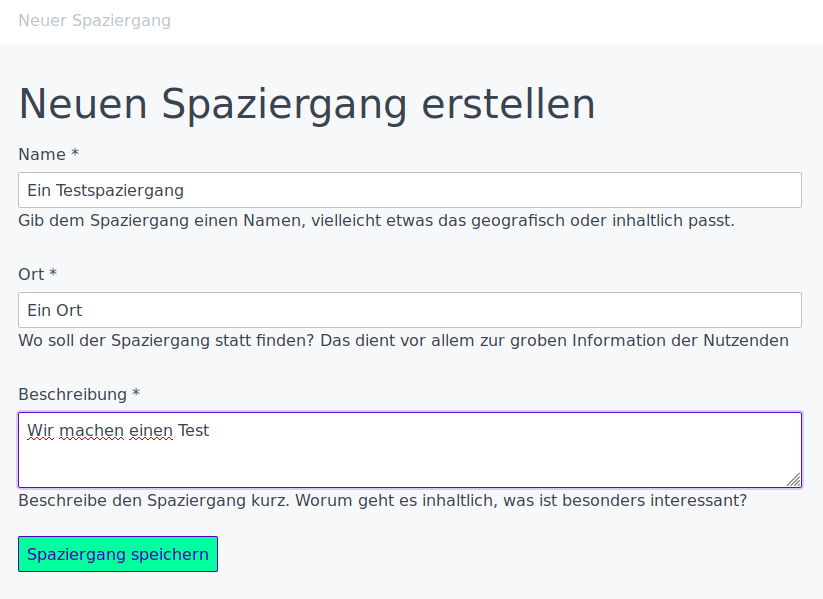 Neuer Spaziergang
Neuen Spaziergang erstellen
Name *
Ein Testspaziergang
Gib dem Spaziergang einen Namen, vielleicht etwas das geografisch oder inhaltlich passt.
Ort *
Ein Ort
Wo soll der Spaziergang statt finden? Das dient vor allem zur groben Information der Nutzenden
Beschreibung *
Wir machen einen Test
Beschreibe den Spaziergang kurz. Worum geht es inhaltlich, was ist besonders interessant?
Spaziergang speichern